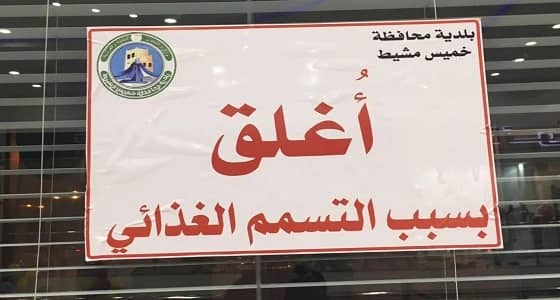 بلدية محافظة
خميس مشيط
أُغلق
بسبب التسمم الغذائي